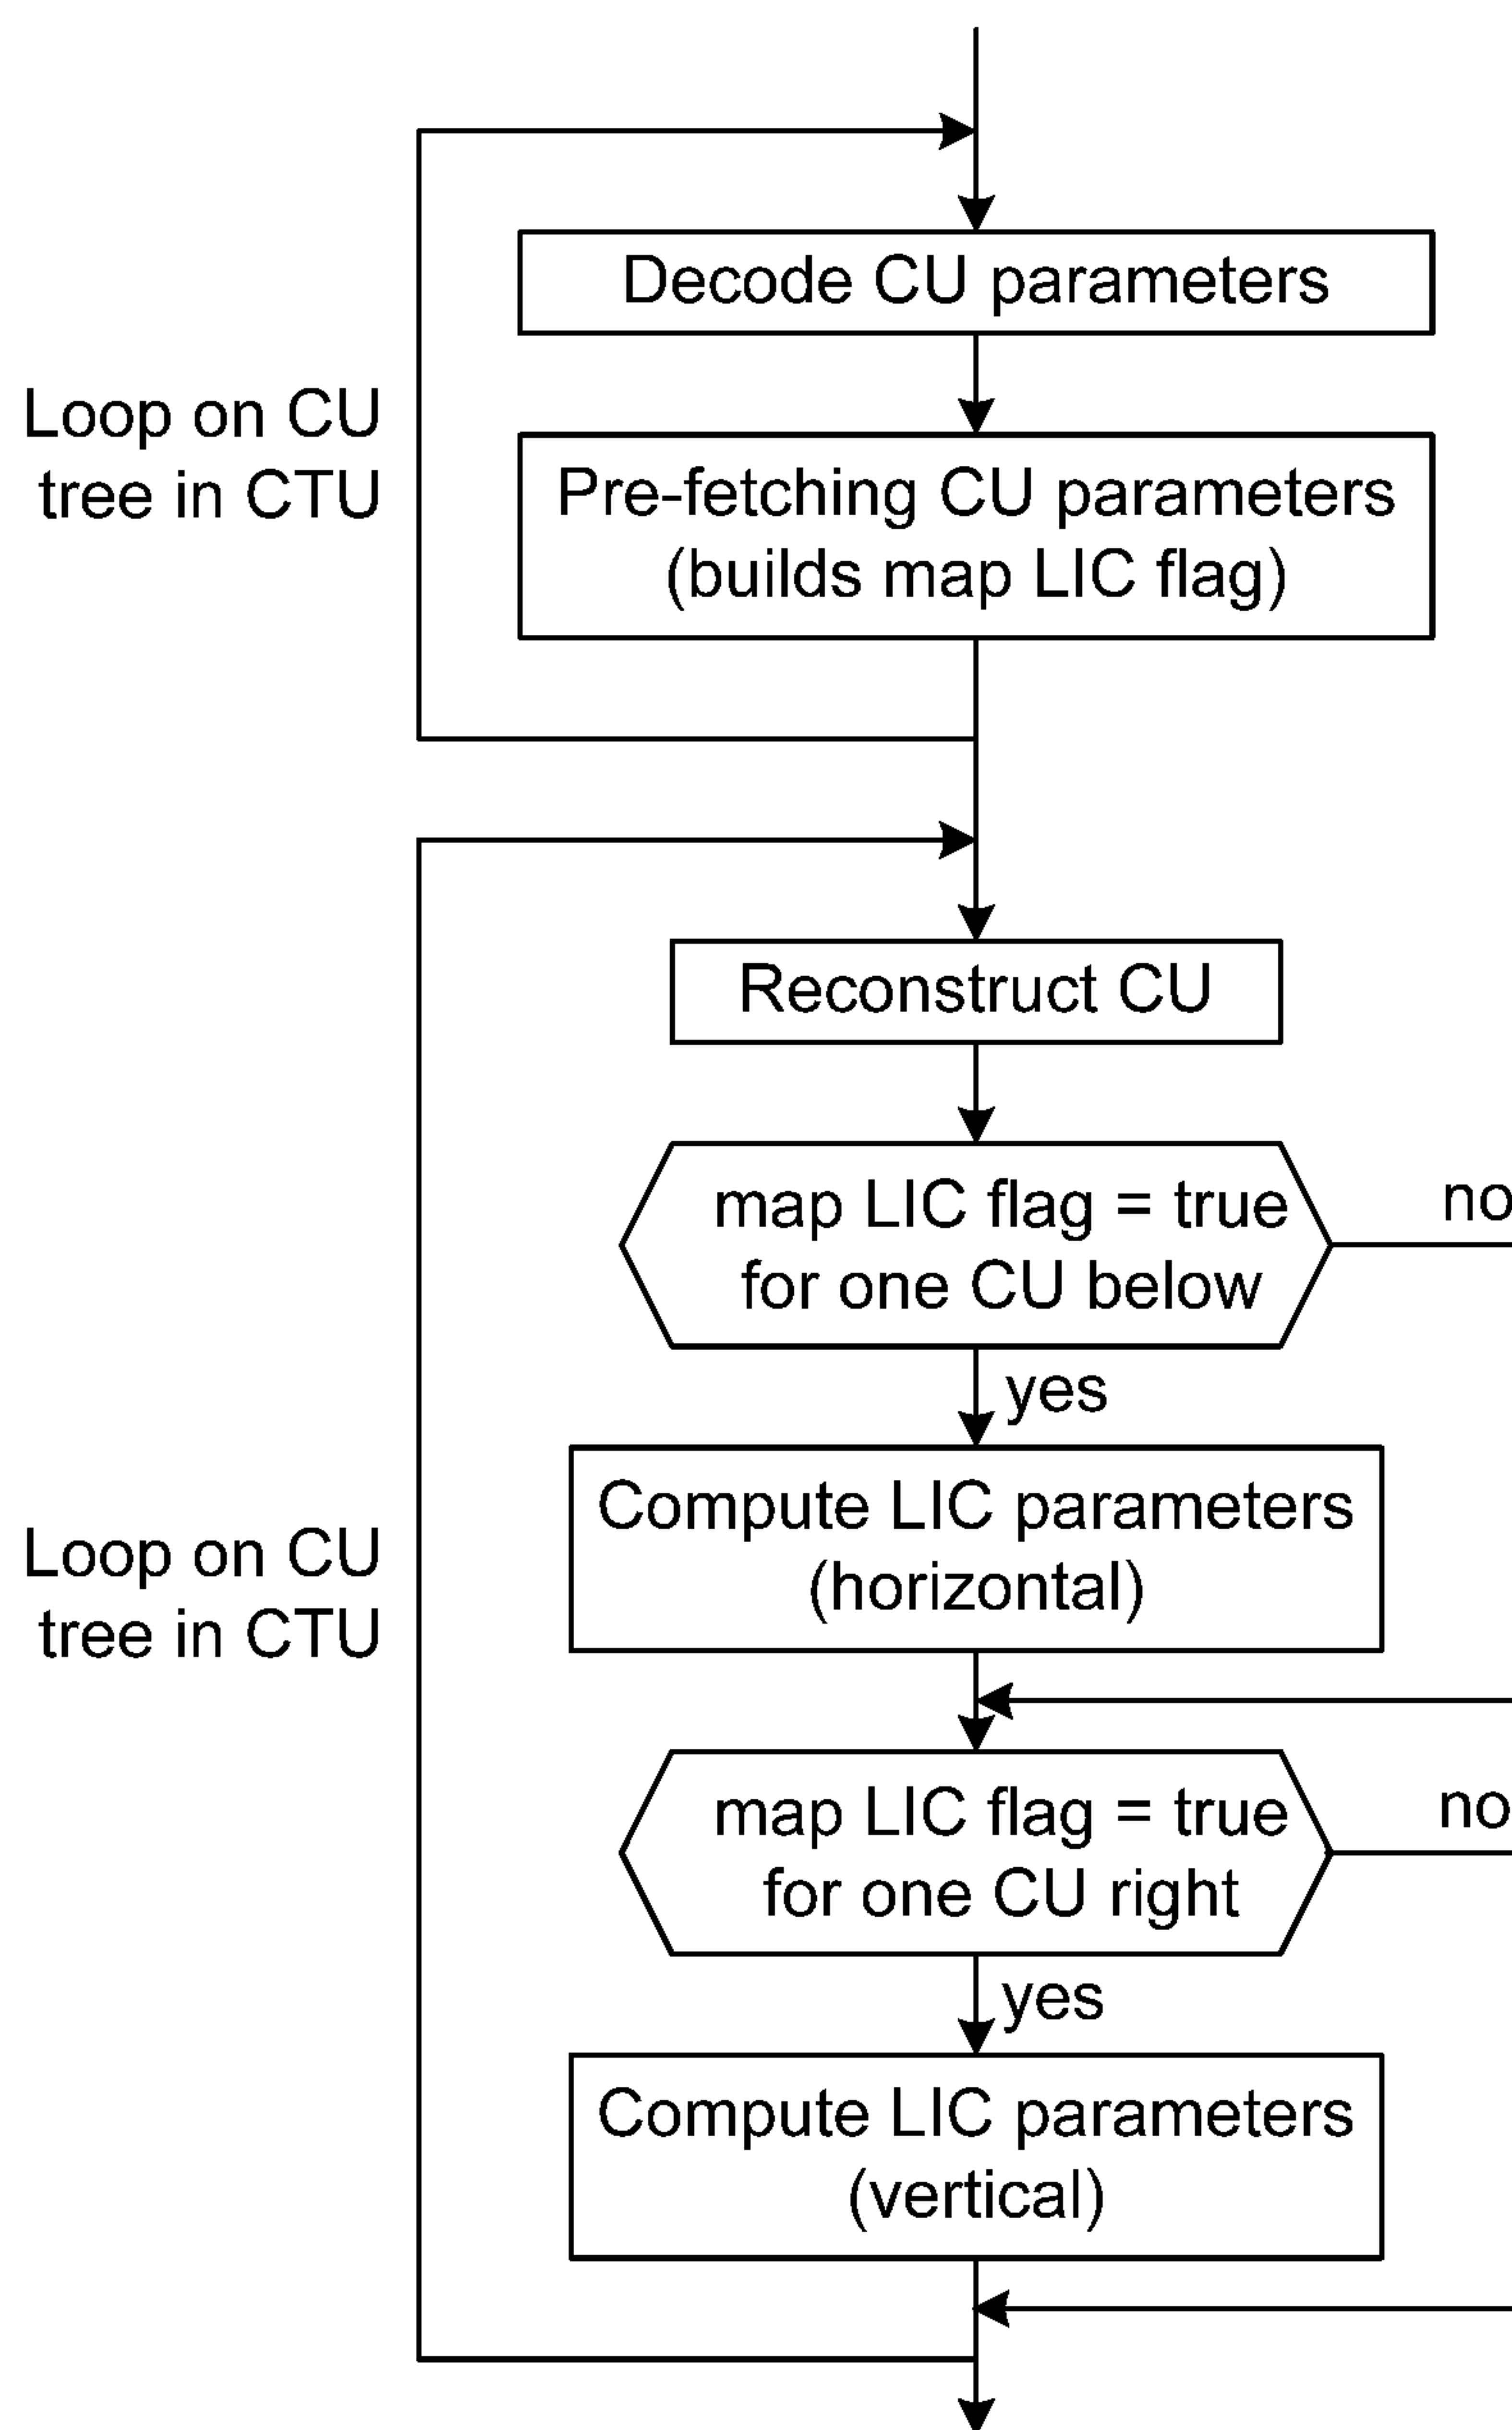 Decode CU parameters
Loop on CU
tree in CTU
Pre-fetching CU parameters
(builds map LIC flag)
Reconstruct CU
map LIC flag = true
for one CU below
no
yes
Compute LIC parameters
(horizontal)
Loop on CU
tree in CTU
map LIC flag = true
for one CU right
no
yes
Compute LIC parameters
(vertical)